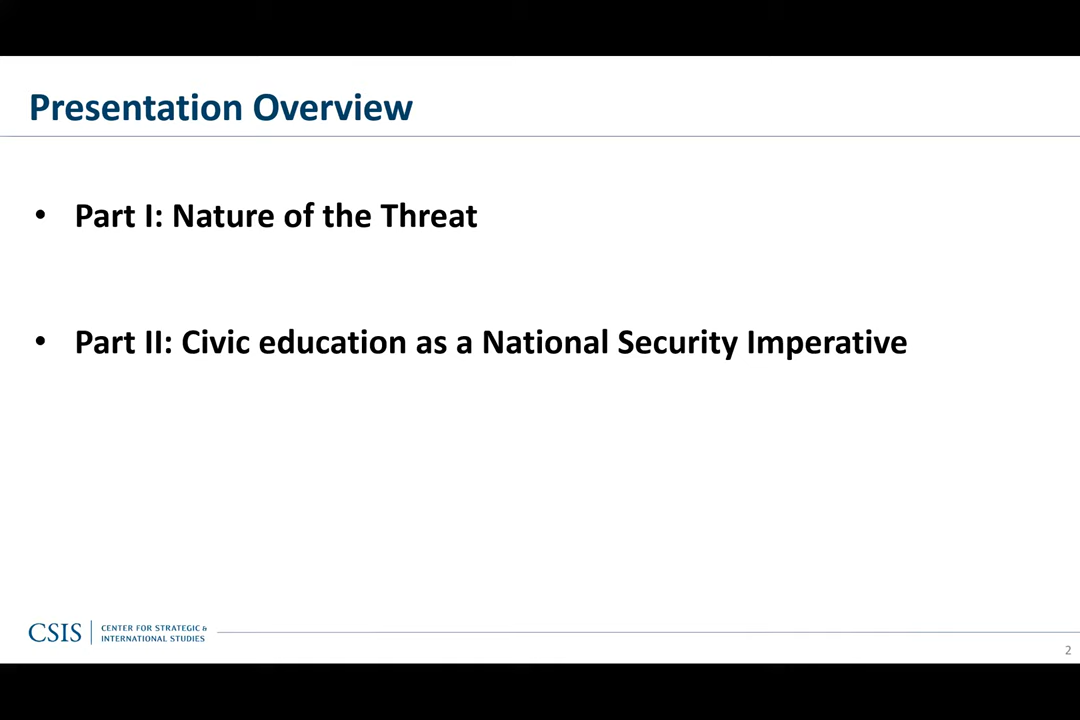 Presentation Overview
• Part I: Nature of the Threat
• Part II: Civic education as a National Security Imperative
CSIS
CENTER FOR STRATEGIC &
INTERNATIONAL STUDIES
2